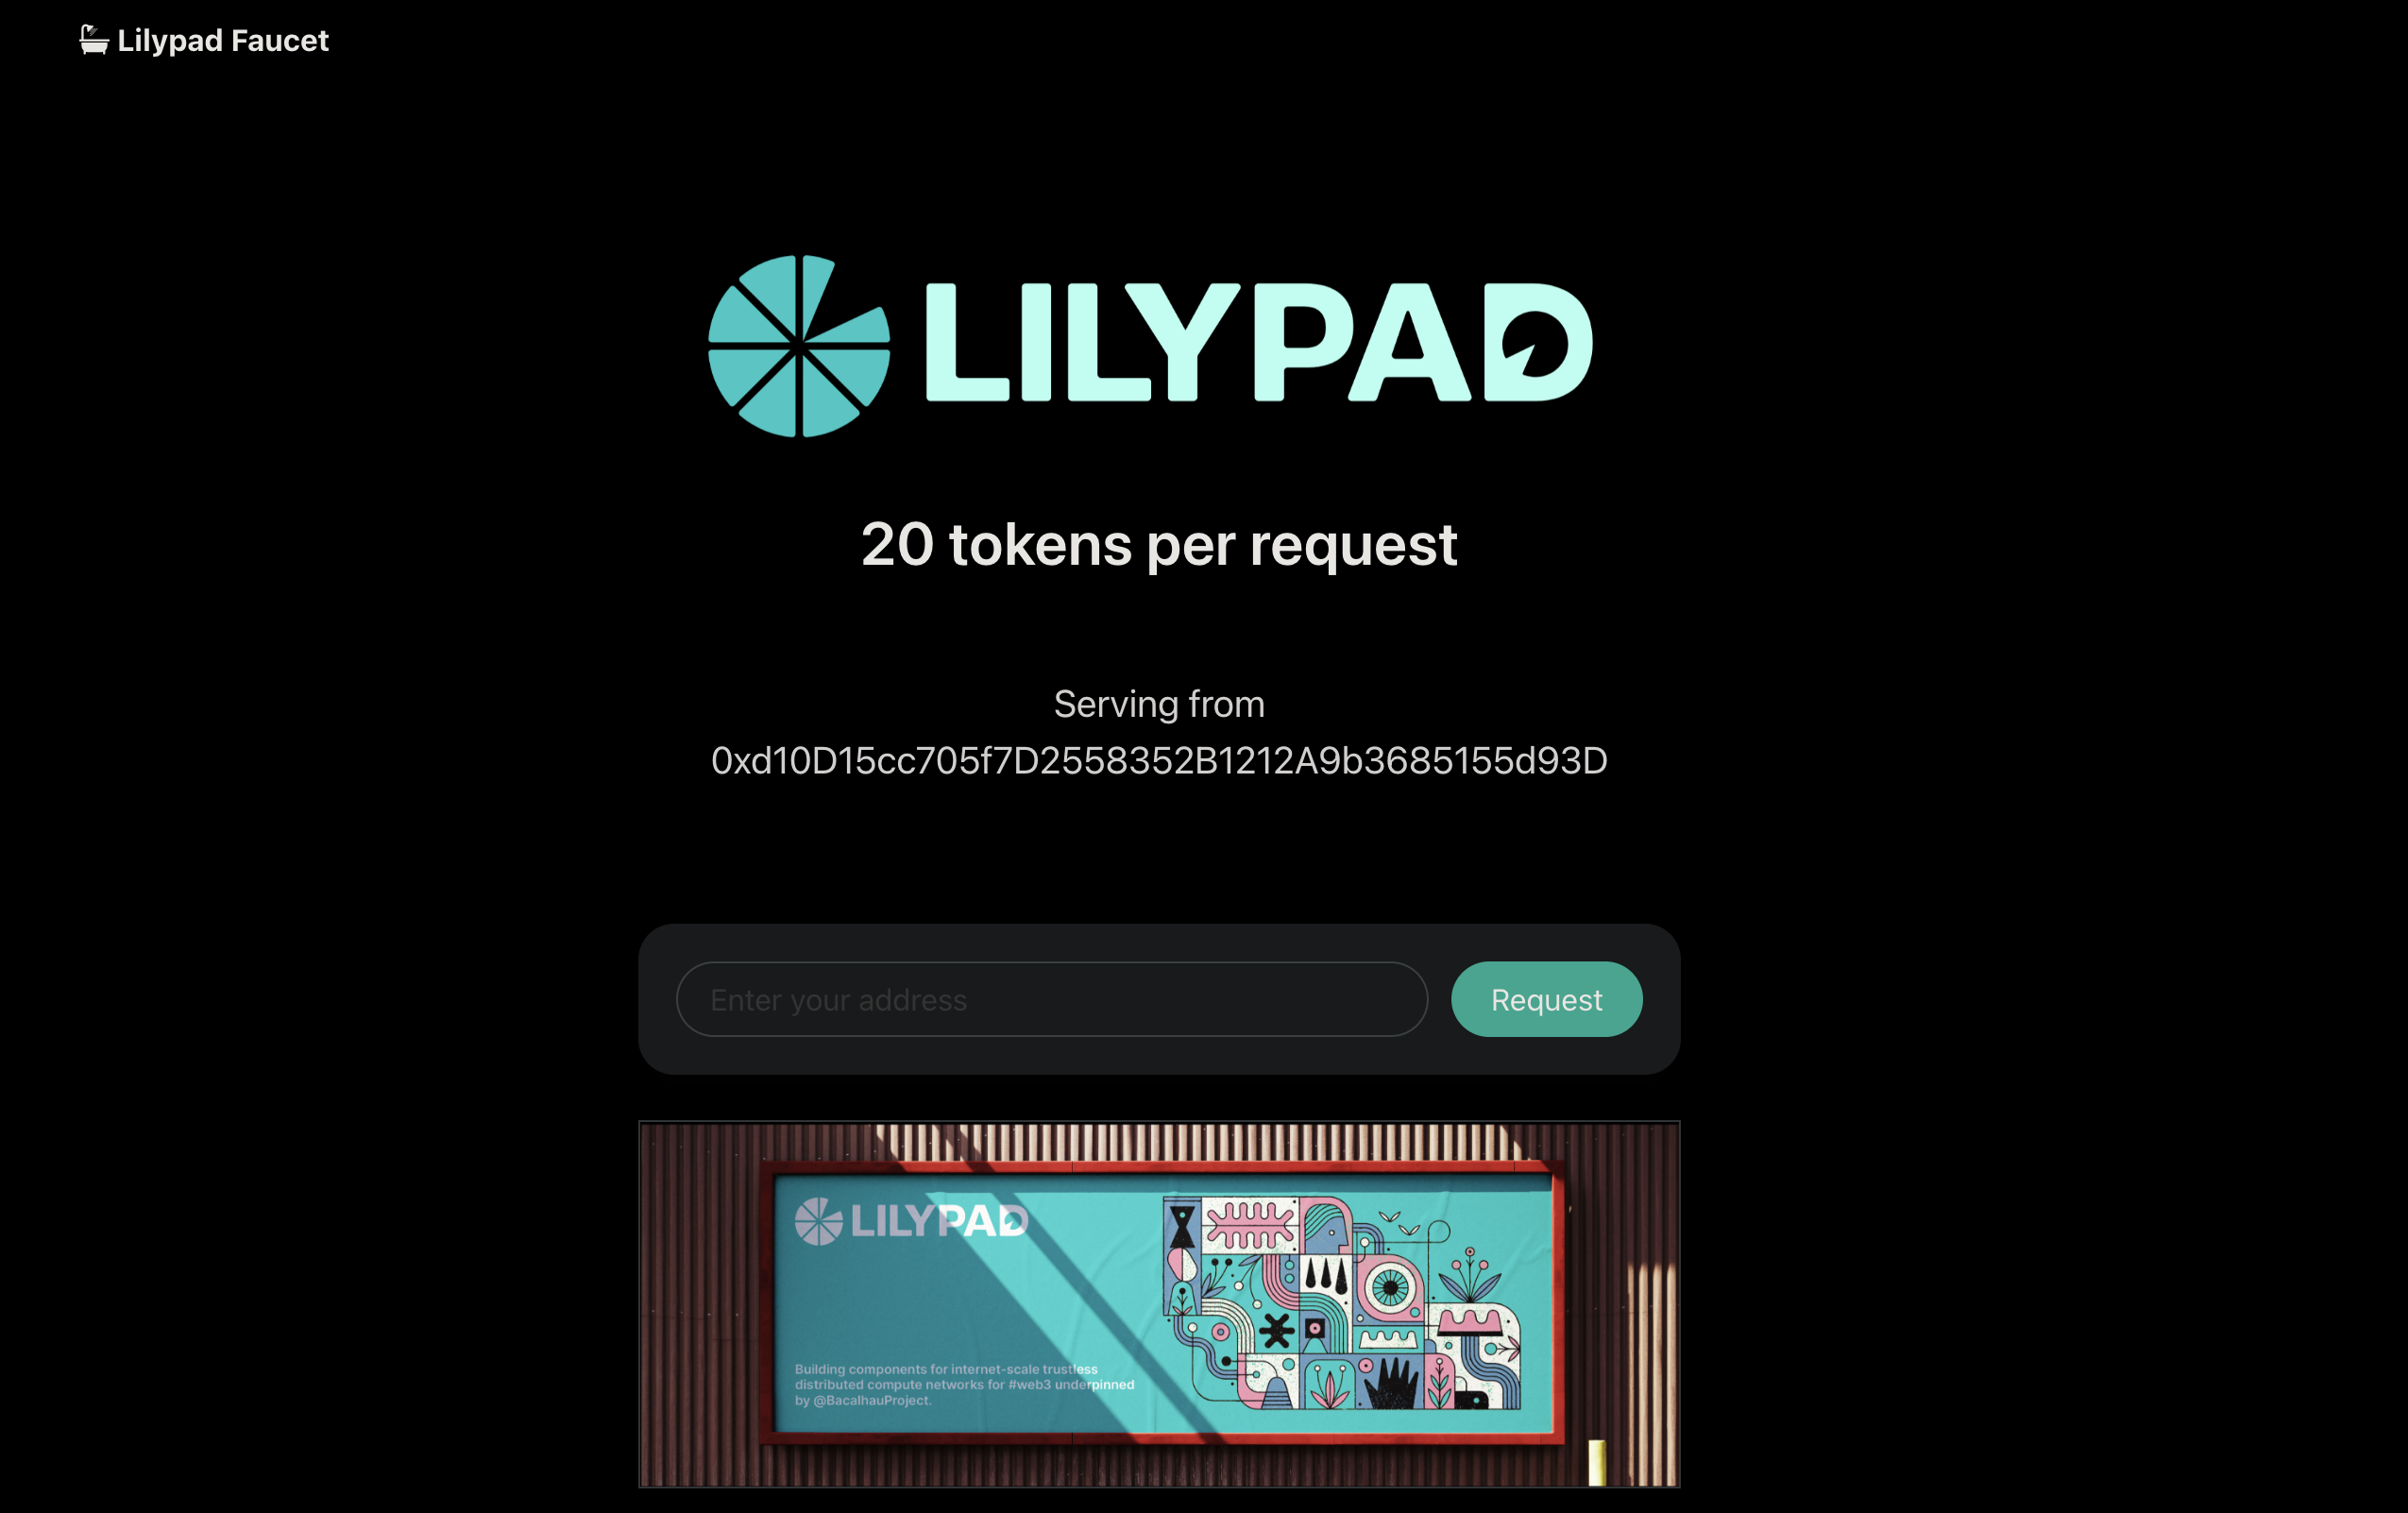 Lilypad Faucet
LILYPAD
20 tokens per request
Serving from
0xd10D15cc705f7D2558352B1212A9b3685155d93D
Enter your address
Request
LILYPAD
Building components for internet-scale trustless
distributed compute networks for #web3 underpinned
by @BacalhauProject.